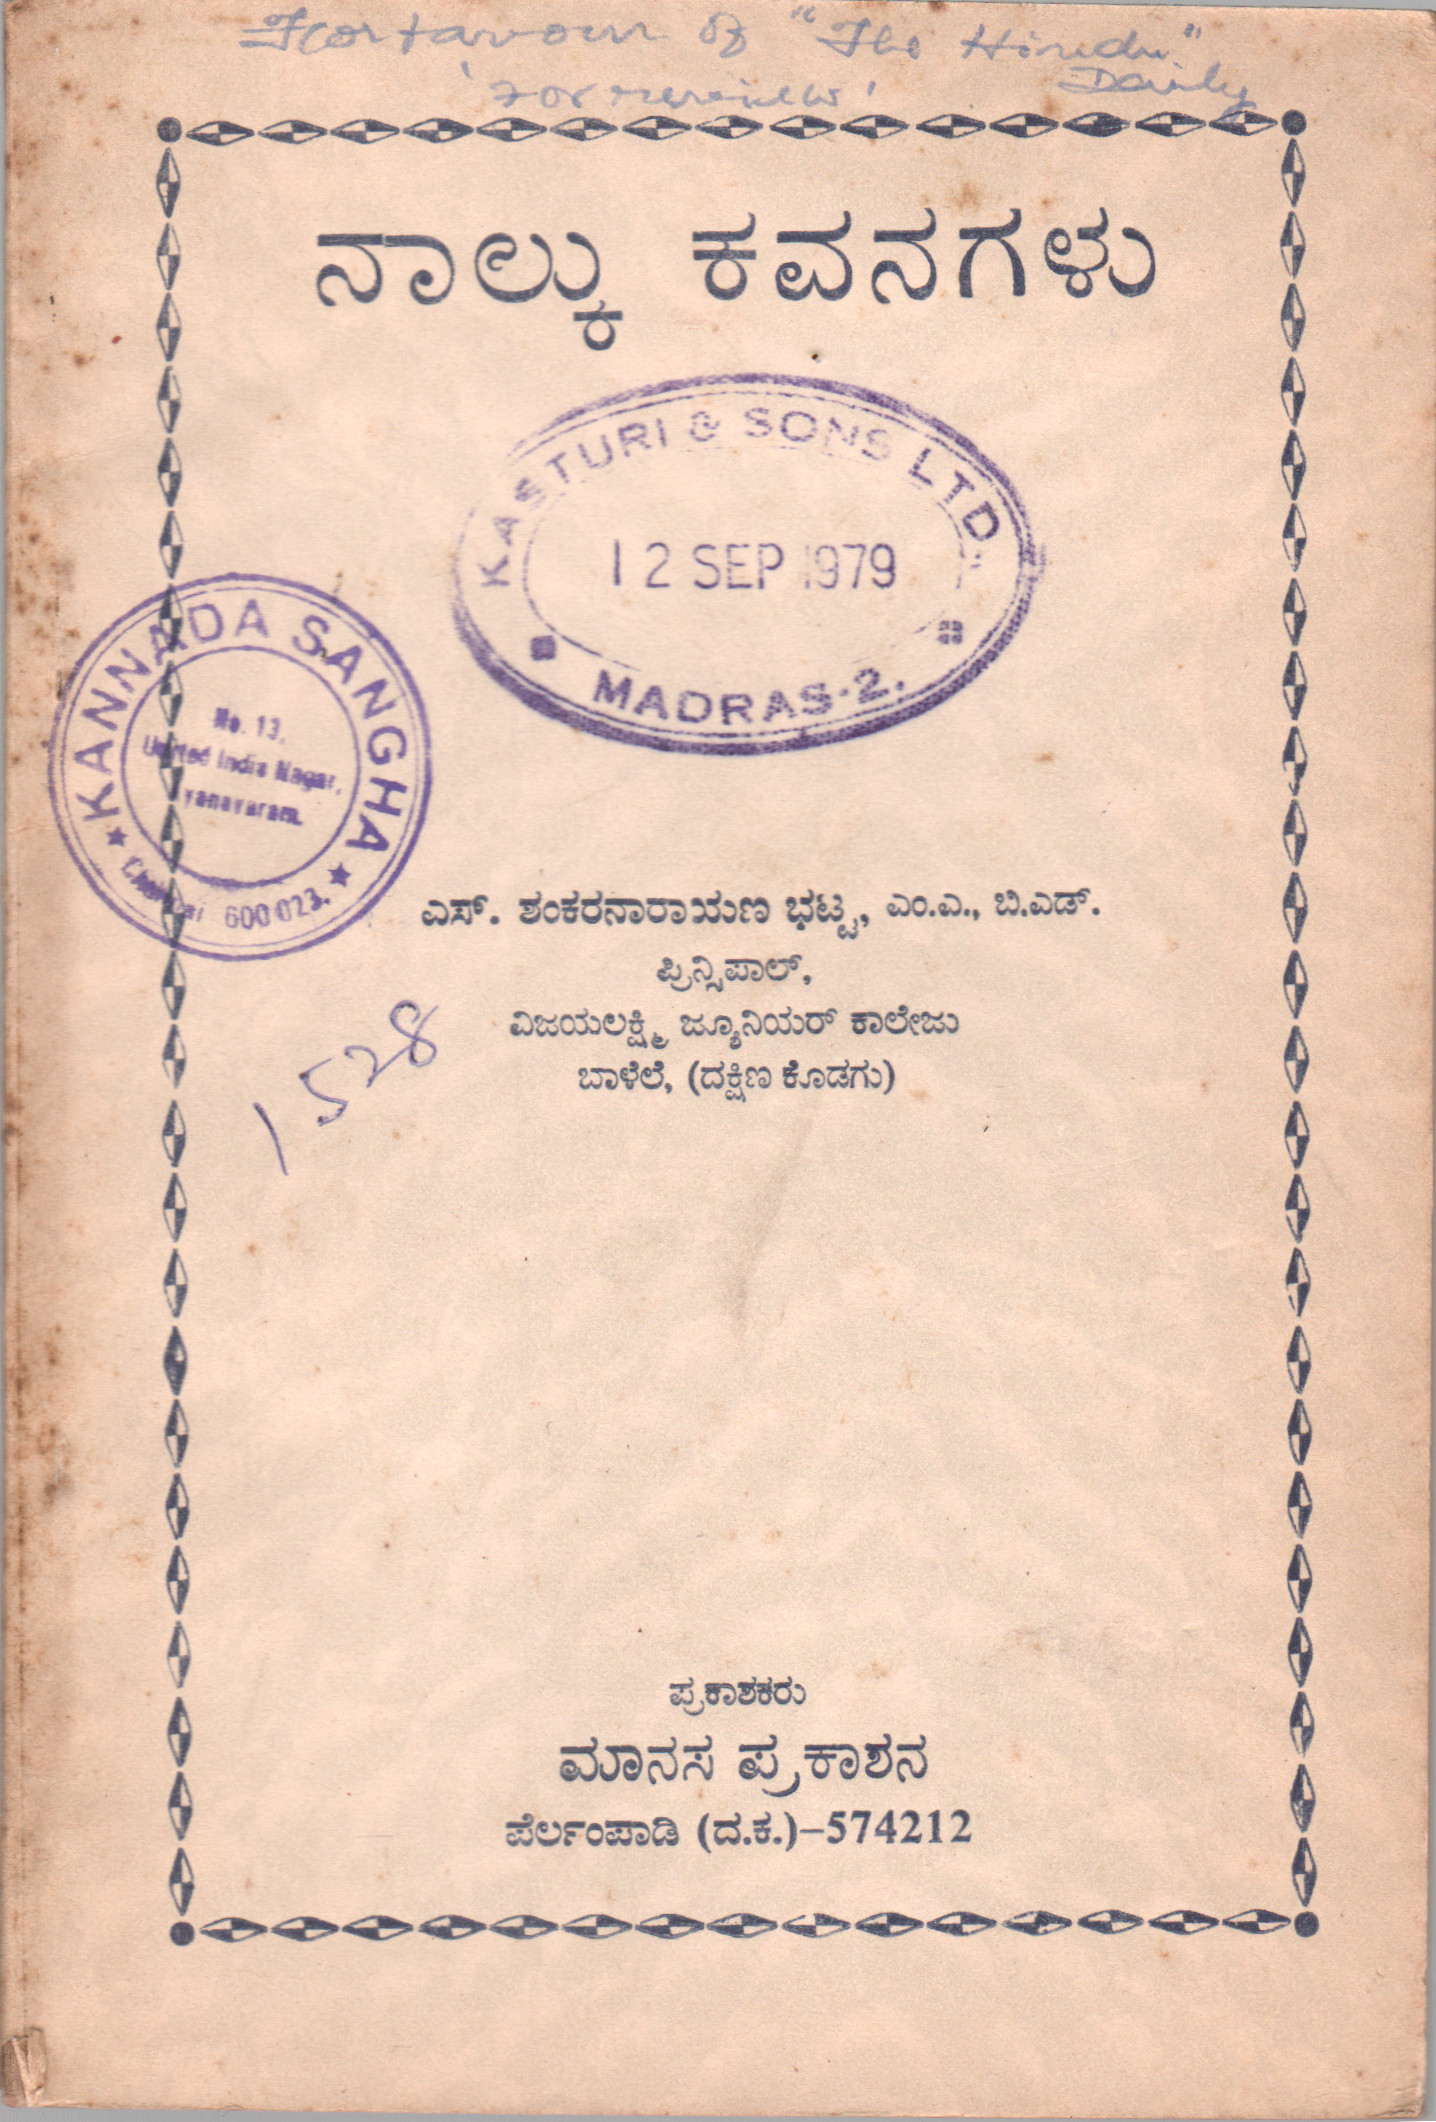 For favour of "The Hindu"
Daily
'For review'
ನಾಲ್ಕು ಕವನಗಳು
KASTURI & SONS LTD.
12 SEP 1979
MADRAS-2.
KANNADA SANGHA
No. 13,
United India Nagar,
yanavaram.
Chennai 600 023.
ಎಸ್. ಶಂಕರನಾರಾಯಣ ಭಟ್ಟ, ಎಂ.ಎ., ಬಿ.ಎಡ್.
ಪ್ರಿನ್ಸಿಪಾಲ್,
ವಿಜಯಲಕ್ಷ್ಮಿ ಜ್ಯೂನಿಯರ್ ಕಾಲೇಜು
ಬಾಳೆಲೆ, (ದಕ್ಷಿಣ ಕೊಡಗು)
1528
ಪ್ರಕಾಶಕರು
ಮಾನಸ ಪ್ರಕಾಶನ
ಪೆರ್ಲಂಪಾಡಿ (ದ.ಕ.)–574212